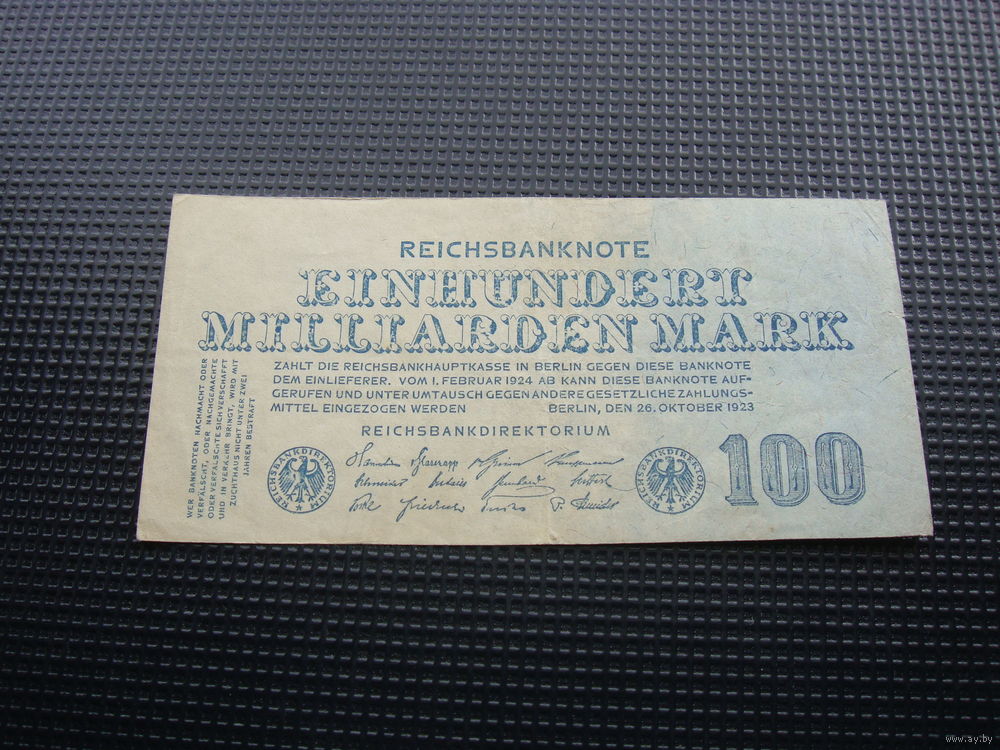 REICHSBANKNOTE
EINHUNDERT
MILLIARDEN MARK
ZAHLT DIE REICHSBANKHAUPTKASSE IN BERLIN GEGEN DIESE BANKNOTE
DEM EINLIEFERER. VOM 1. FEBRUAR 1924 AB KANN DIESE BANKNOTE AUF-
GERUFEN UND UNTER UMTAUSCH GEGEN ANDERE GESETZLICHE ZAHLUNGS-
MITTEL EINGEZOGEN WERDEN BERLIN, DEN 26. OKTOBER 1923
REICHSBANKDIREKTORIUM
WER BANKNOTEN NACHMACHT ODER
VERFÄLSCHT, ODER NACHGEMACHTE
ODER VERFÄLSCHTE SICH VERSCHAFFT
UND IN VERKEHR BRINGT, WIRD MIT
ZUCHTHAUS NICHT UNTER ZWEI
JAHREN BESTRAFT
REICHSBANKDIREKTORIUM
REICHSBANKDIREKTORIUM
100
www.ay.by